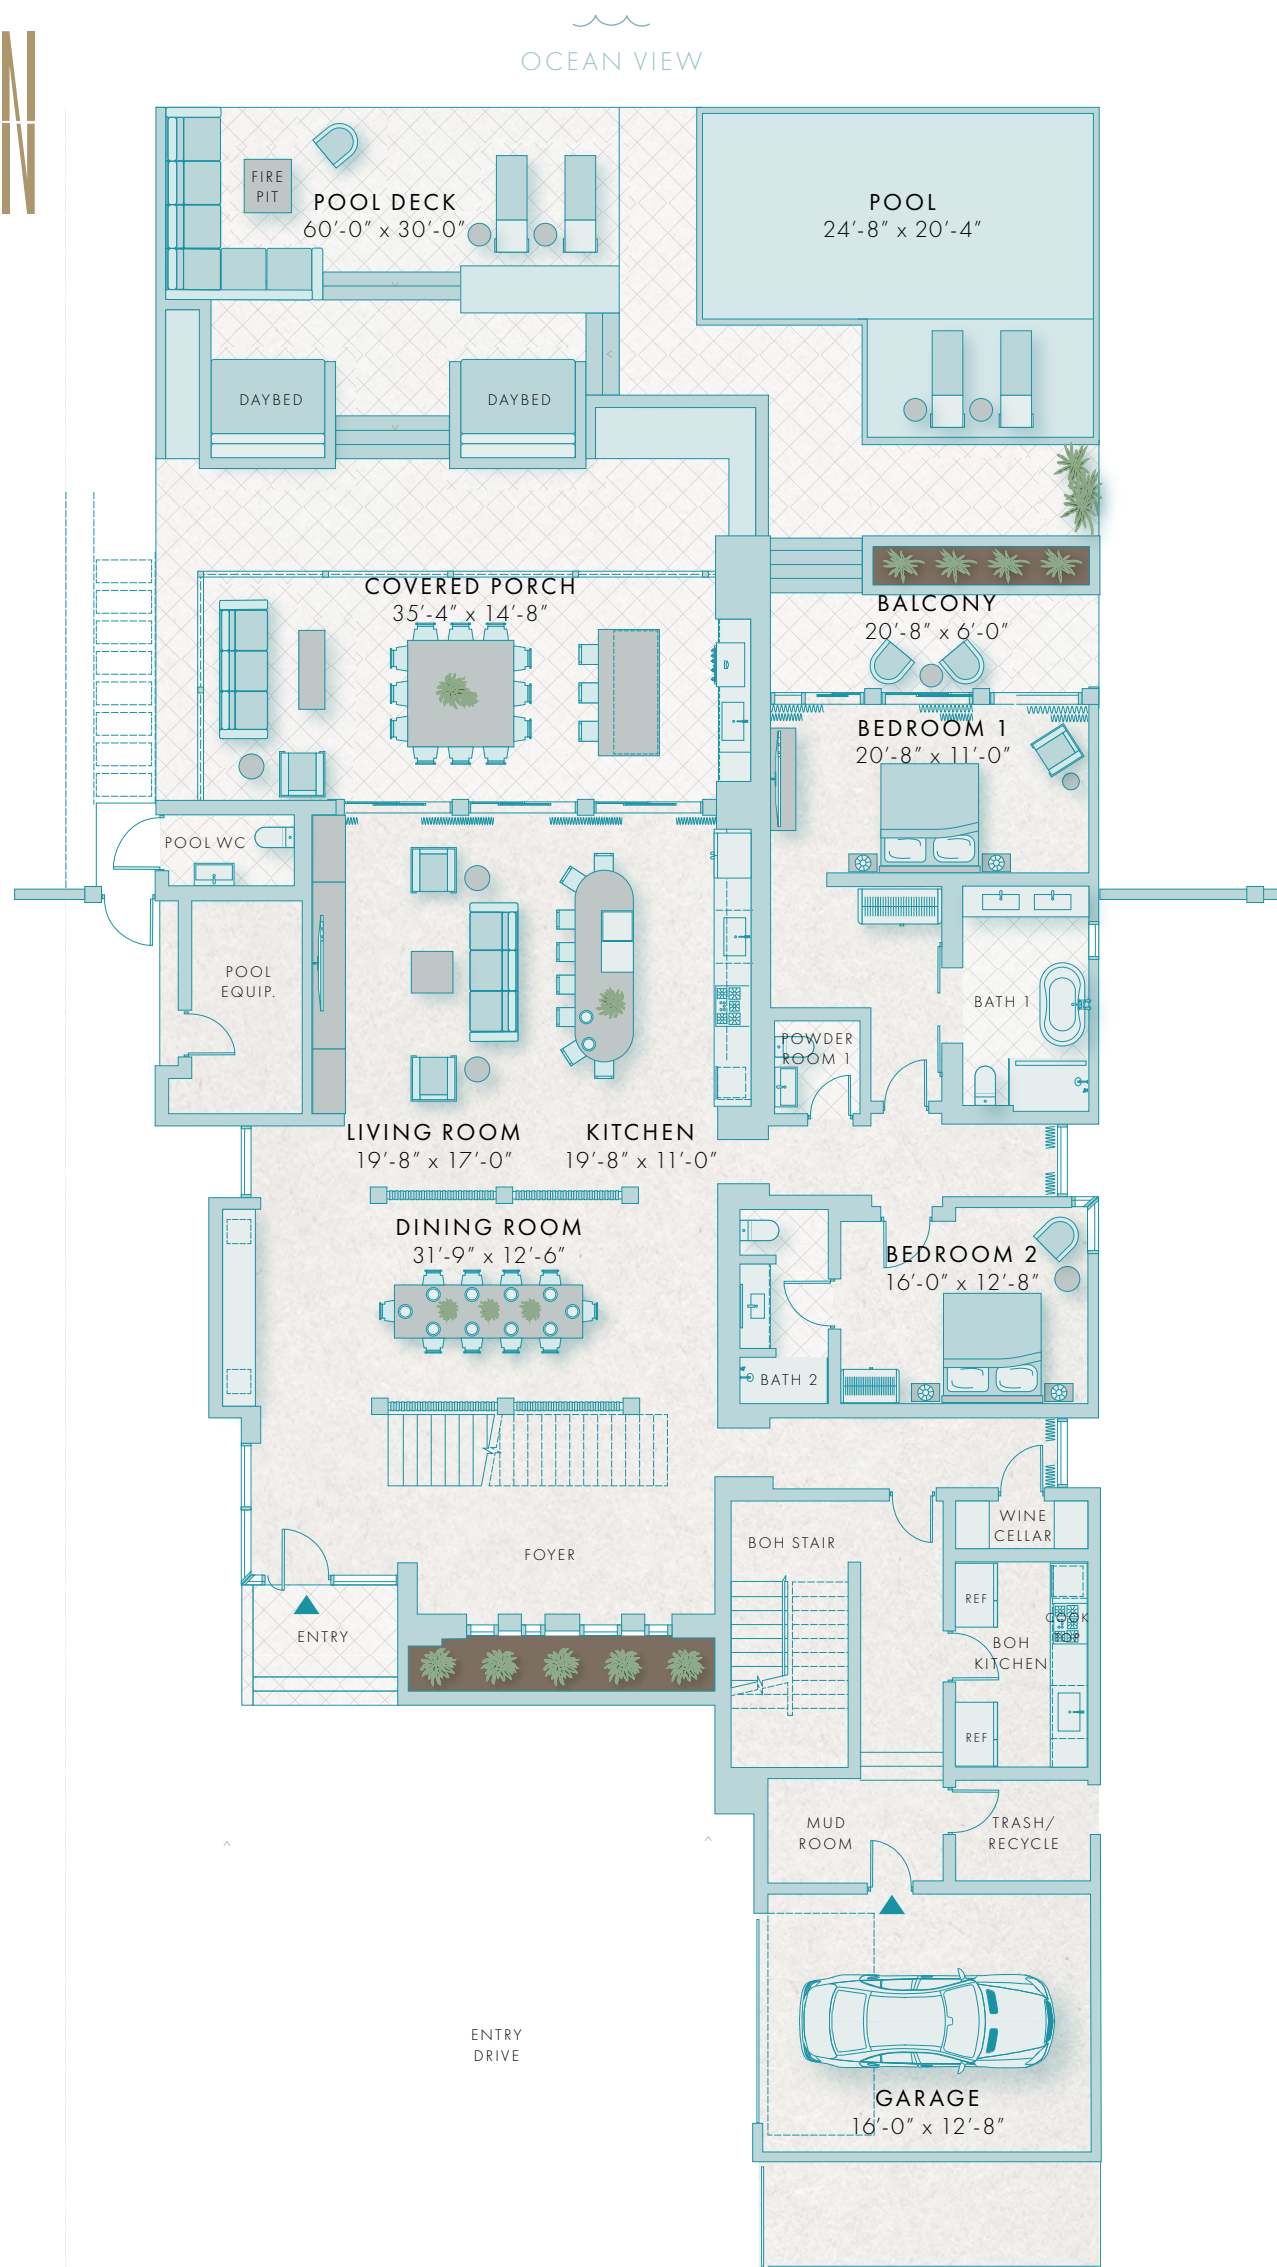 N
OCEAN VIEW
FIRE
PIT
POOL DECK
60'-0" x 30'-0"
POOL
24'-8" x 20'-4"
DAYBED
DAYBED
COVERED PORCH
35'-4" x 14'-8"
BALCONY
20'-8" x 6'-0"
BEDROOM 1
20'-8" x 11'-0"
POOL WC
POOL
EQUIP.
BATH 1
POWDER
ROOM 1
LIVING ROOM
19'-8" x 17'-0"
KITCHEN
19'-8" x 11'-0"
DINING ROOM
31'-9" x 12'-6"
BEDROOM 2
16'-0" x 12'-8"
BATH 2
WINE
CELLAR
BOH STAIR
FOYER
REF
COOK
TOP
ENTRY
BOH
KITCHEN
REF
MUD
ROOM
TRASH/
RECYCLE
ENTRY
DRIVE
GARAGE
16'-0" x 12'-8"